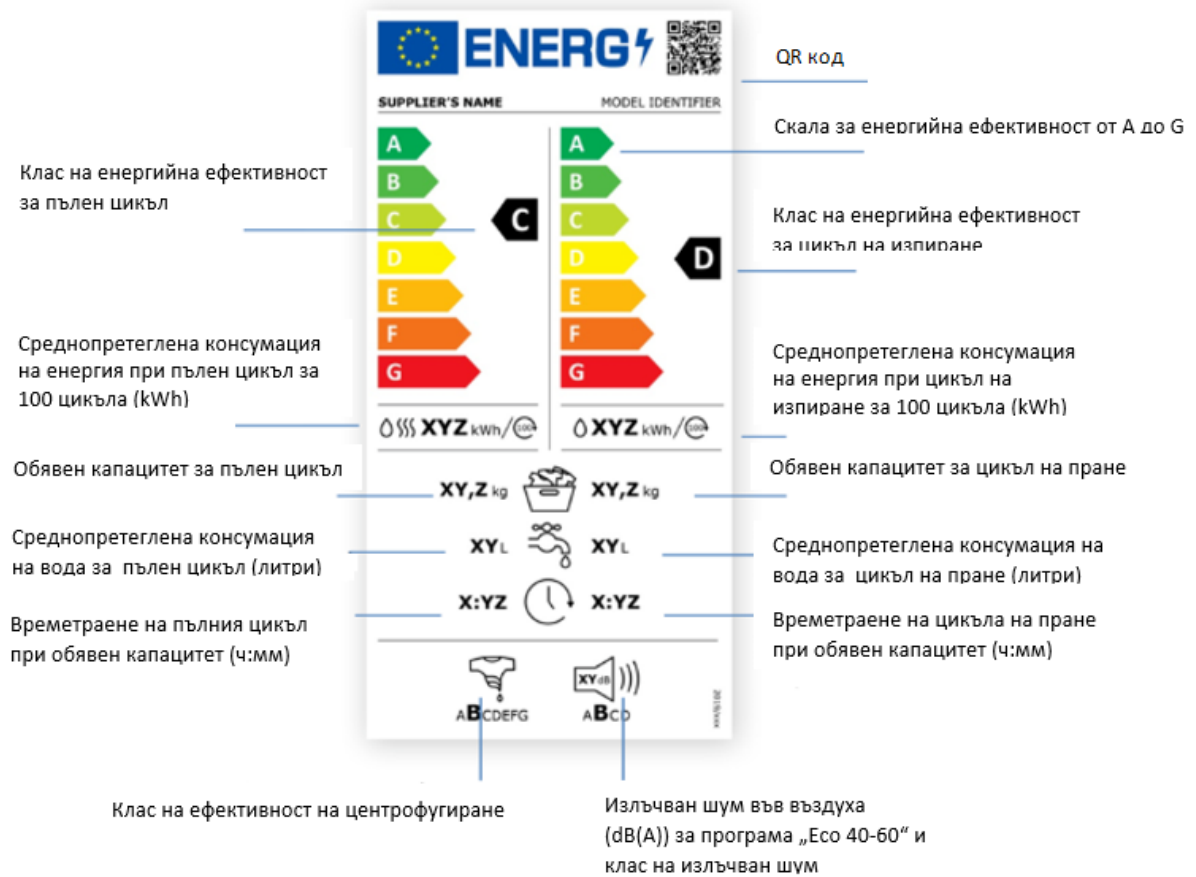 ENERG
QR код
SUPPLIER'S NAME
MODEL IDENTIFIER
Скала за енергийна ефективност от A до G
A
B
C
D
E
F
G
C
A
B
C
D
E
F
G
D
Клас на енергийна ефективност
за пълен цикъл
Клас на енергийна ефективност
за цикъл на изпиране
Среднопретеглена консумация
на енергия при пълен цикъл за
100 цикъла (kWh)
XYZ kWh/100
XYZ kWh/100
Среднопретеглена консумация
на енергия при цикъл на
изпиране за 100 цикъла (kWh)
Обявен капацитет за пълен цикъл
XY,Z kg
XY,Z kg
Обявен капацитет за цикъл на пране
Среднопретеглена консумация
на вода за пълен цикъл (литри)
XY L
XY L
Среднопретеглена консумация на
вода за цикъл на пране (литри)
Времетраене на пълния цикъл
при обявен капацитет (ч:мм)
X:YZ
X:YZ
Времетраене на цикъла на пране
при обявен капацитет (ч:мм)
ABCDEFG
XY dB
ABCD
Клас на ефективност на центрофугиране
Излъчван шум във въздуха
(dB(A)) за програма „Eco 40-60“ и
клас на излъчван шум